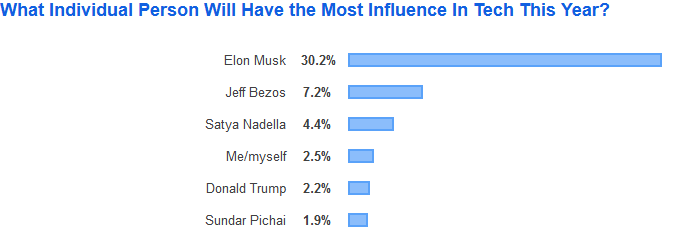 What Individual Person Will Have the Most Influence In Tech This Year?
Elon Musk 30.2%
Jeff Bezos 7.2%
Satya Nadella 4.4%
Me/myself 2.5%
Donald Trump 2.2%
Sundar Pichai 1.9%